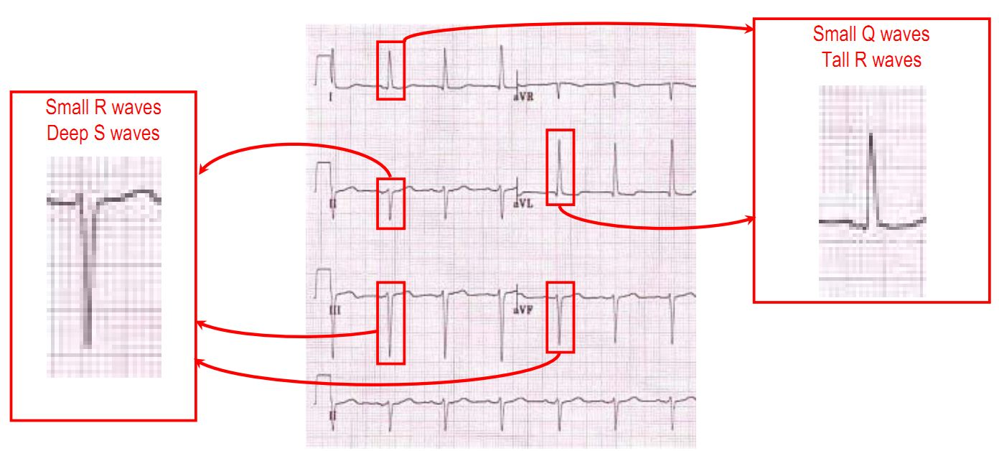 Small Q waves
Tall R waves
Small R waves
Deep S waves
I
aVR
II
aVL
III
aVF
II